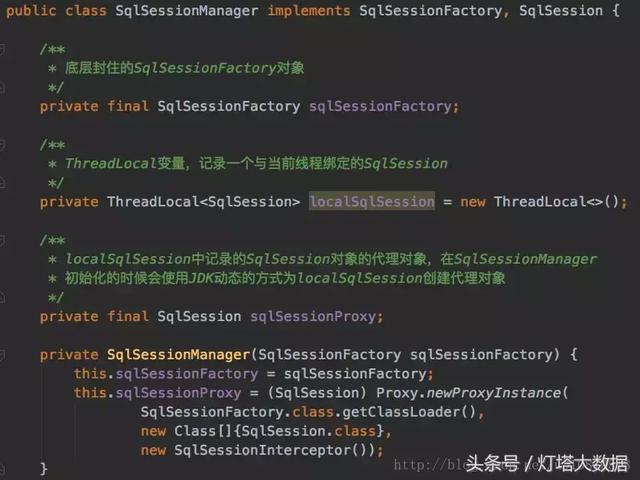 public class SqlSessionManager implements SqlSessionFactory, SqlSession {
/**
* 底层封住的SqlSessionFactory对象
*/
private final SqlSessionFactory sqlSessionFactory;
/**
* ThreadLocal变量，记录一个与当前线程绑定的SqlSession
*/
private ThreadLocal<SqlSession> localSqlSession = new ThreadLocal<>();
/**
* localSqlSession中记录的SqlSession对象的代理对象，在SqlSessionManager
* 初始化的时候会使用JDK动态的方式为localSqlSession创建代理对象
*/
private final SqlSession sqlSessionProxy;
private SqlSessionManager(SqlSessionFactory sqlSessionFactory) {
this.sqlSessionFactory = sqlSessionFactory;
this.sqlSessionProxy = (SqlSession) Proxy.newProxyInstance(
SqlSessionFactory.class.getClassLoader(),
new Class[]{SqlSession.class},
new SqlSessionInterceptor());
头条号 / 灯塔大数据
}